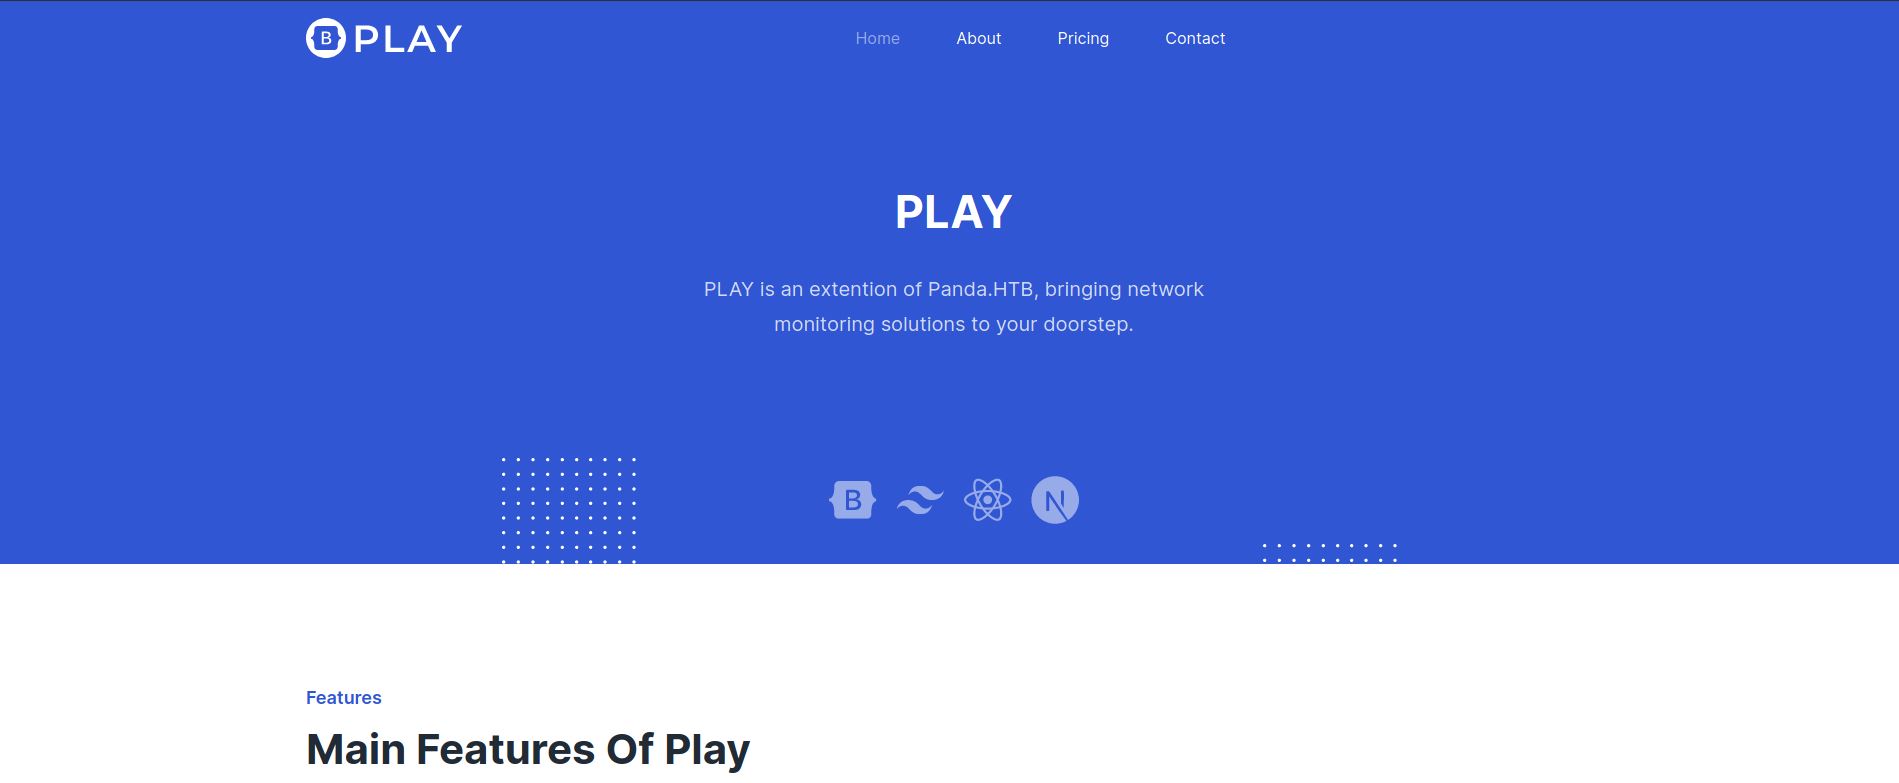 B PLAY
Home About Pricing Contact
PLAY
PLAY is an extention of Panda.HTB, bringing network
monitoring solutions to your doorstep.
B N
Features
Main Features Of Play